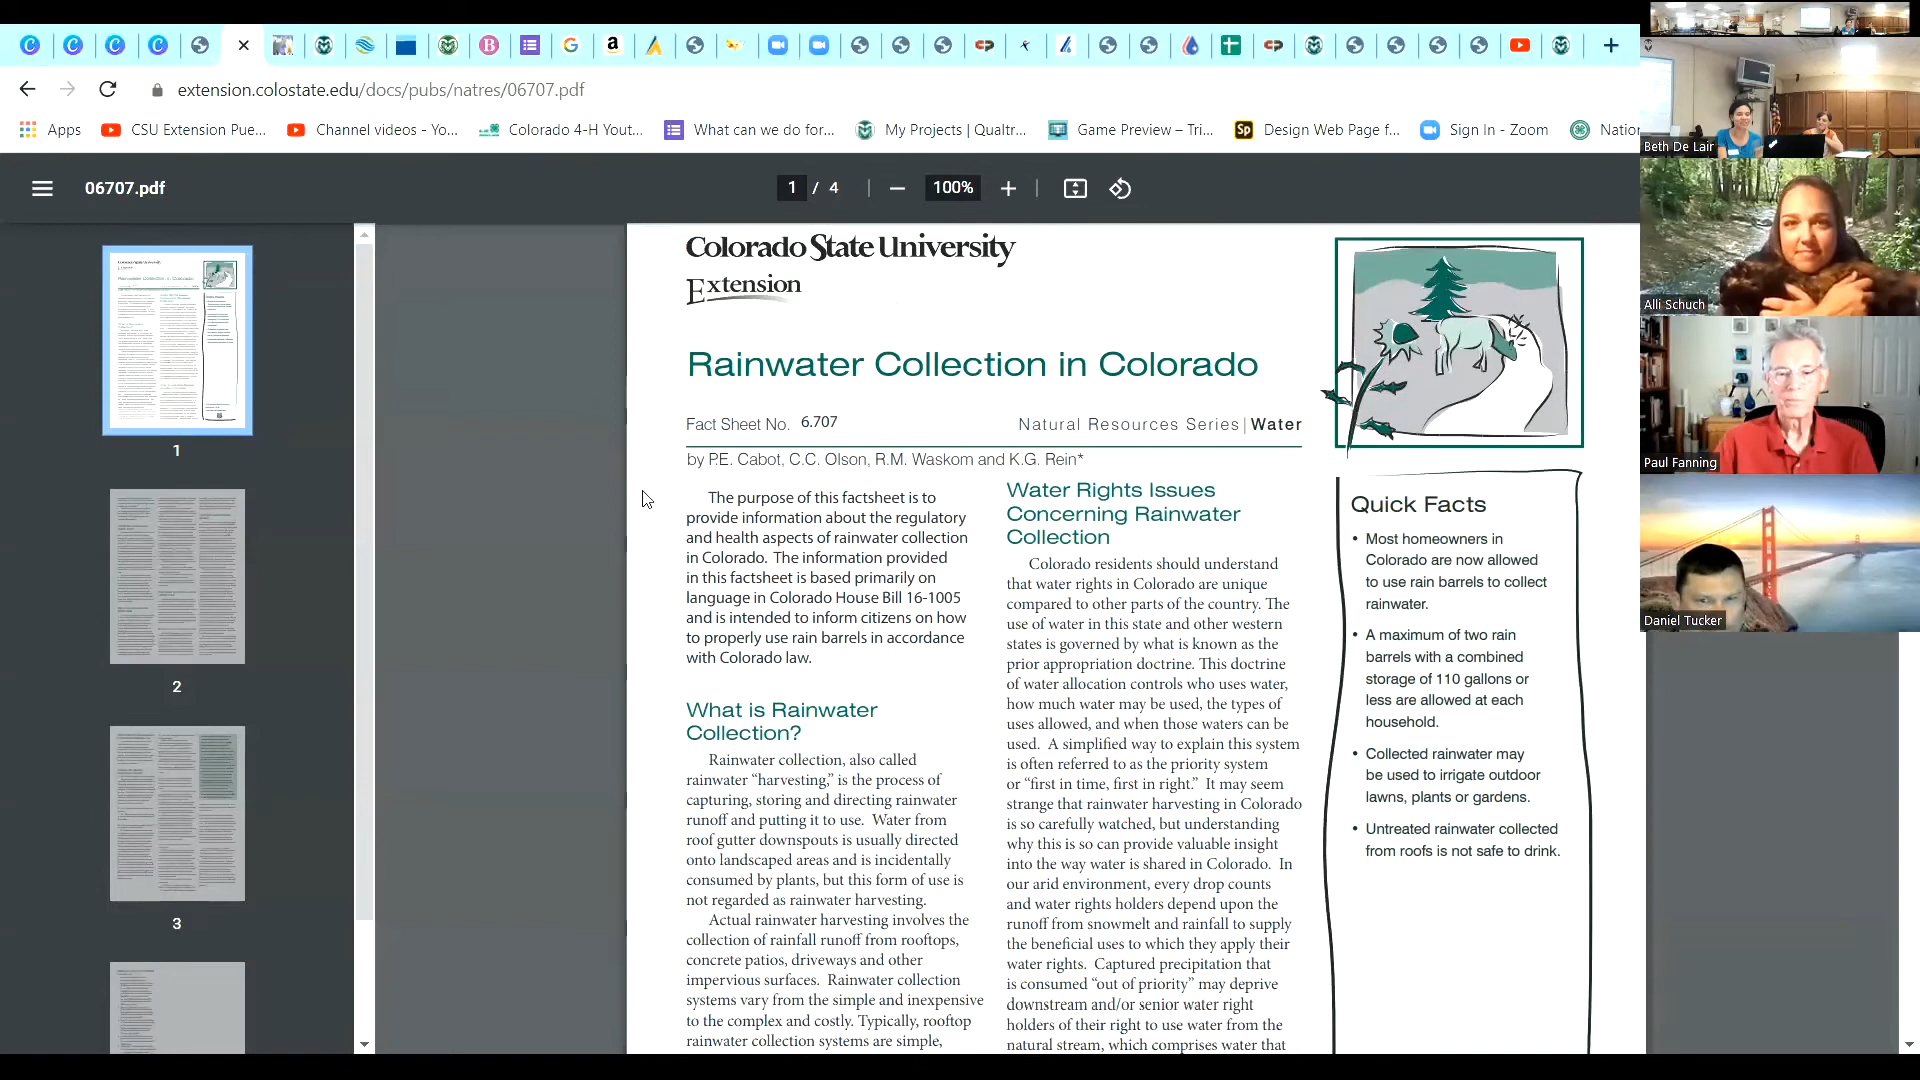 extension.colostate.edu/docs/pubs/natres/06707.pdf
Apps
CSU Extension Pue...
Channel videos - Yo...
Colorado 4-H Yout...
What can we do for...
My Projects | Qualtr...
Game Preview – Tri...
Sp
Design Web Page f...
Sign In - Zoom
Natio
06707.pdf
1 / 4
100%
1
2
3
Colorado State University
Extension
Rainwater Collection in Colorado
Fact Sheet No. 6.707
Natural Resources Series | Water
by P.E. Cabot, C.C. Olson, R.M. Waskom and K.G. Rein*
The purpose of this factsheet is to
provide information about the regulatory
and health aspects of rainwater collection
in Colorado. The information provided
in this factsheet is based primarily on
language in Colorado House Bill 16-1005
and is intended to inform citizens on how
to properly use rain barrels in accordance
with Colorado law.
What is Rainwater
Collection?
Rainwater collection, also called
rainwater “harvesting,” is the process of
capturing, storing and directing rainwater
runoff and putting it to use. Water from
roof gutter downspouts is usually directed
onto landscaped areas and is incidentally
consumed by plants, but this form of use is
not regarded as rainwater harvesting.
Actual rainwater harvesting involves the
collection of rainfall runoff from rooftops,
concrete patios, driveways and other
impervious surfaces. Rainwater collection
systems vary from the simple and inexpensive
to the complex and costly. Typically, rooftop
rainwater collection systems are simple,
Water Rights Issues
Concerning Rainwater
Collection
Colorado residents should understand
that water rights in Colorado are unique
compared to other parts of the country. The
use of water in this state and other western
states is governed by what is known as the
prior appropriation doctrine. This doctrine
of water allocation controls who uses water,
how much water may be used, the types of
uses allowed, and when those waters can be
used. A simplified way to explain this system
is often referred to as the priority system
or “first in time, first in right.” It may seem
strange that rainwater harvesting in Colorado
is so carefully watched, but understanding
why this is so can provide valuable insight
into the way water is shared in Colorado. In
our arid environment, every drop counts
and water rights holders depend upon the
runoff from snowmelt and rainfall to supply
the beneficial uses to which they apply their
water rights. Captured precipitation that
is consumed “out of priority” may deprive
downstream and/or senior water right
holders of their right to use water from the
natural stream, which comprises water that
Quick Facts
• Most homeowners in
Colorado are now allowed
to use rain barrels to collect
rainwater.
• A maximum of two rain
barrels with a combined
storage of 110 gallons or
less are allowed at each
household.
• Collected rainwater may
be used to irrigate outdoor
lawns, plants or gardens.
• Untreated rainwater collected
from roofs is not safe to drink.
Beth De Lair
Alli Schuch
Paul Fanning
Daniel Tucker